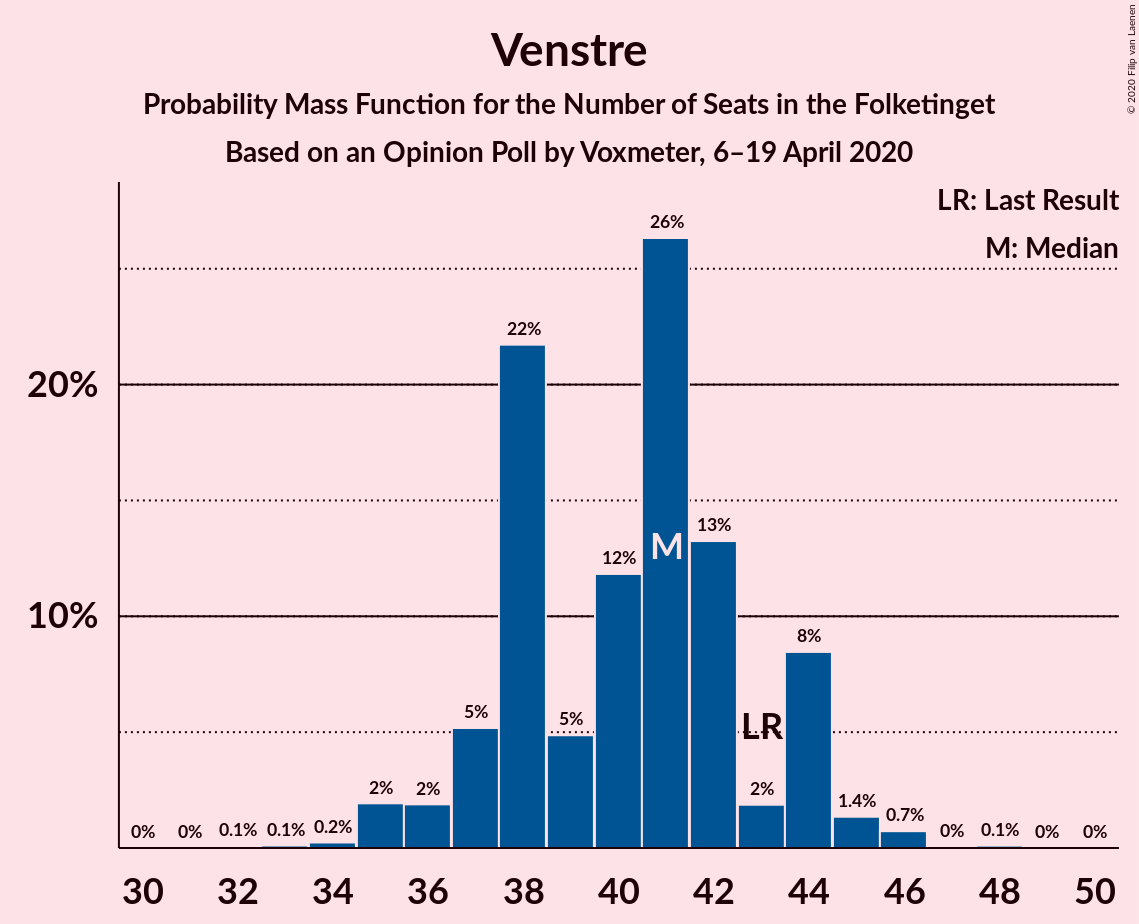 Venstre
Probability Mass Function for the Number of Seats in the Folketinget
Based on an Opinion Poll by Voxmeter, 6–19 April 2020
© 2020 Filip van Laenen
LR: Last Result
M: Median
20%
10%
0% 0% 0.1% 0.1% 0.2% 2% 2% 5% 22% 5% 12% 26% 13% 2% 8% 1.4% 0.7% 0% 0.1% 0% 0%
M
LR
30 32 34 36 38 40 42 44 46 48 50